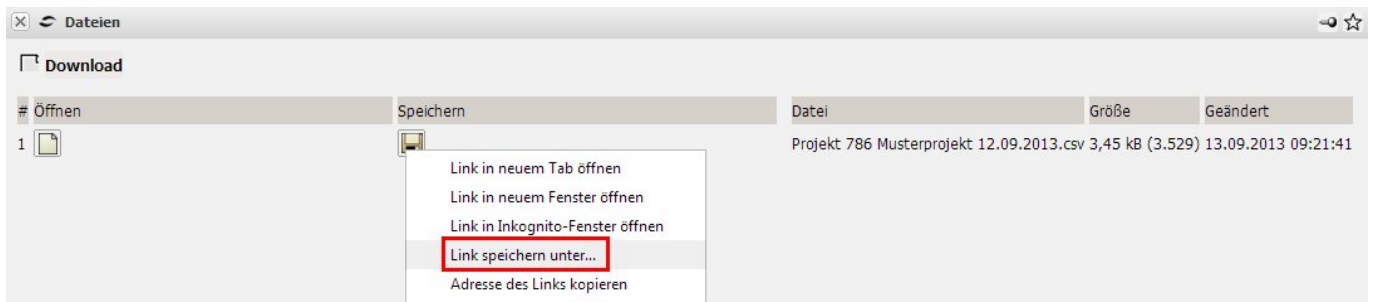 Dateien
Download
# Öffnen Speichern Datei Größe Geändert
1 Projekt 786 Musterprojekt 12.09.2013.csv 3,45 kB (3.529) 13.09.2013 09:21:41
Link in neuem Tab öffnen
Link in neuem Fenster öffnen
Link in Inkognito-Fenster öffnen
Link speichern unter...
Adresse des Links kopieren